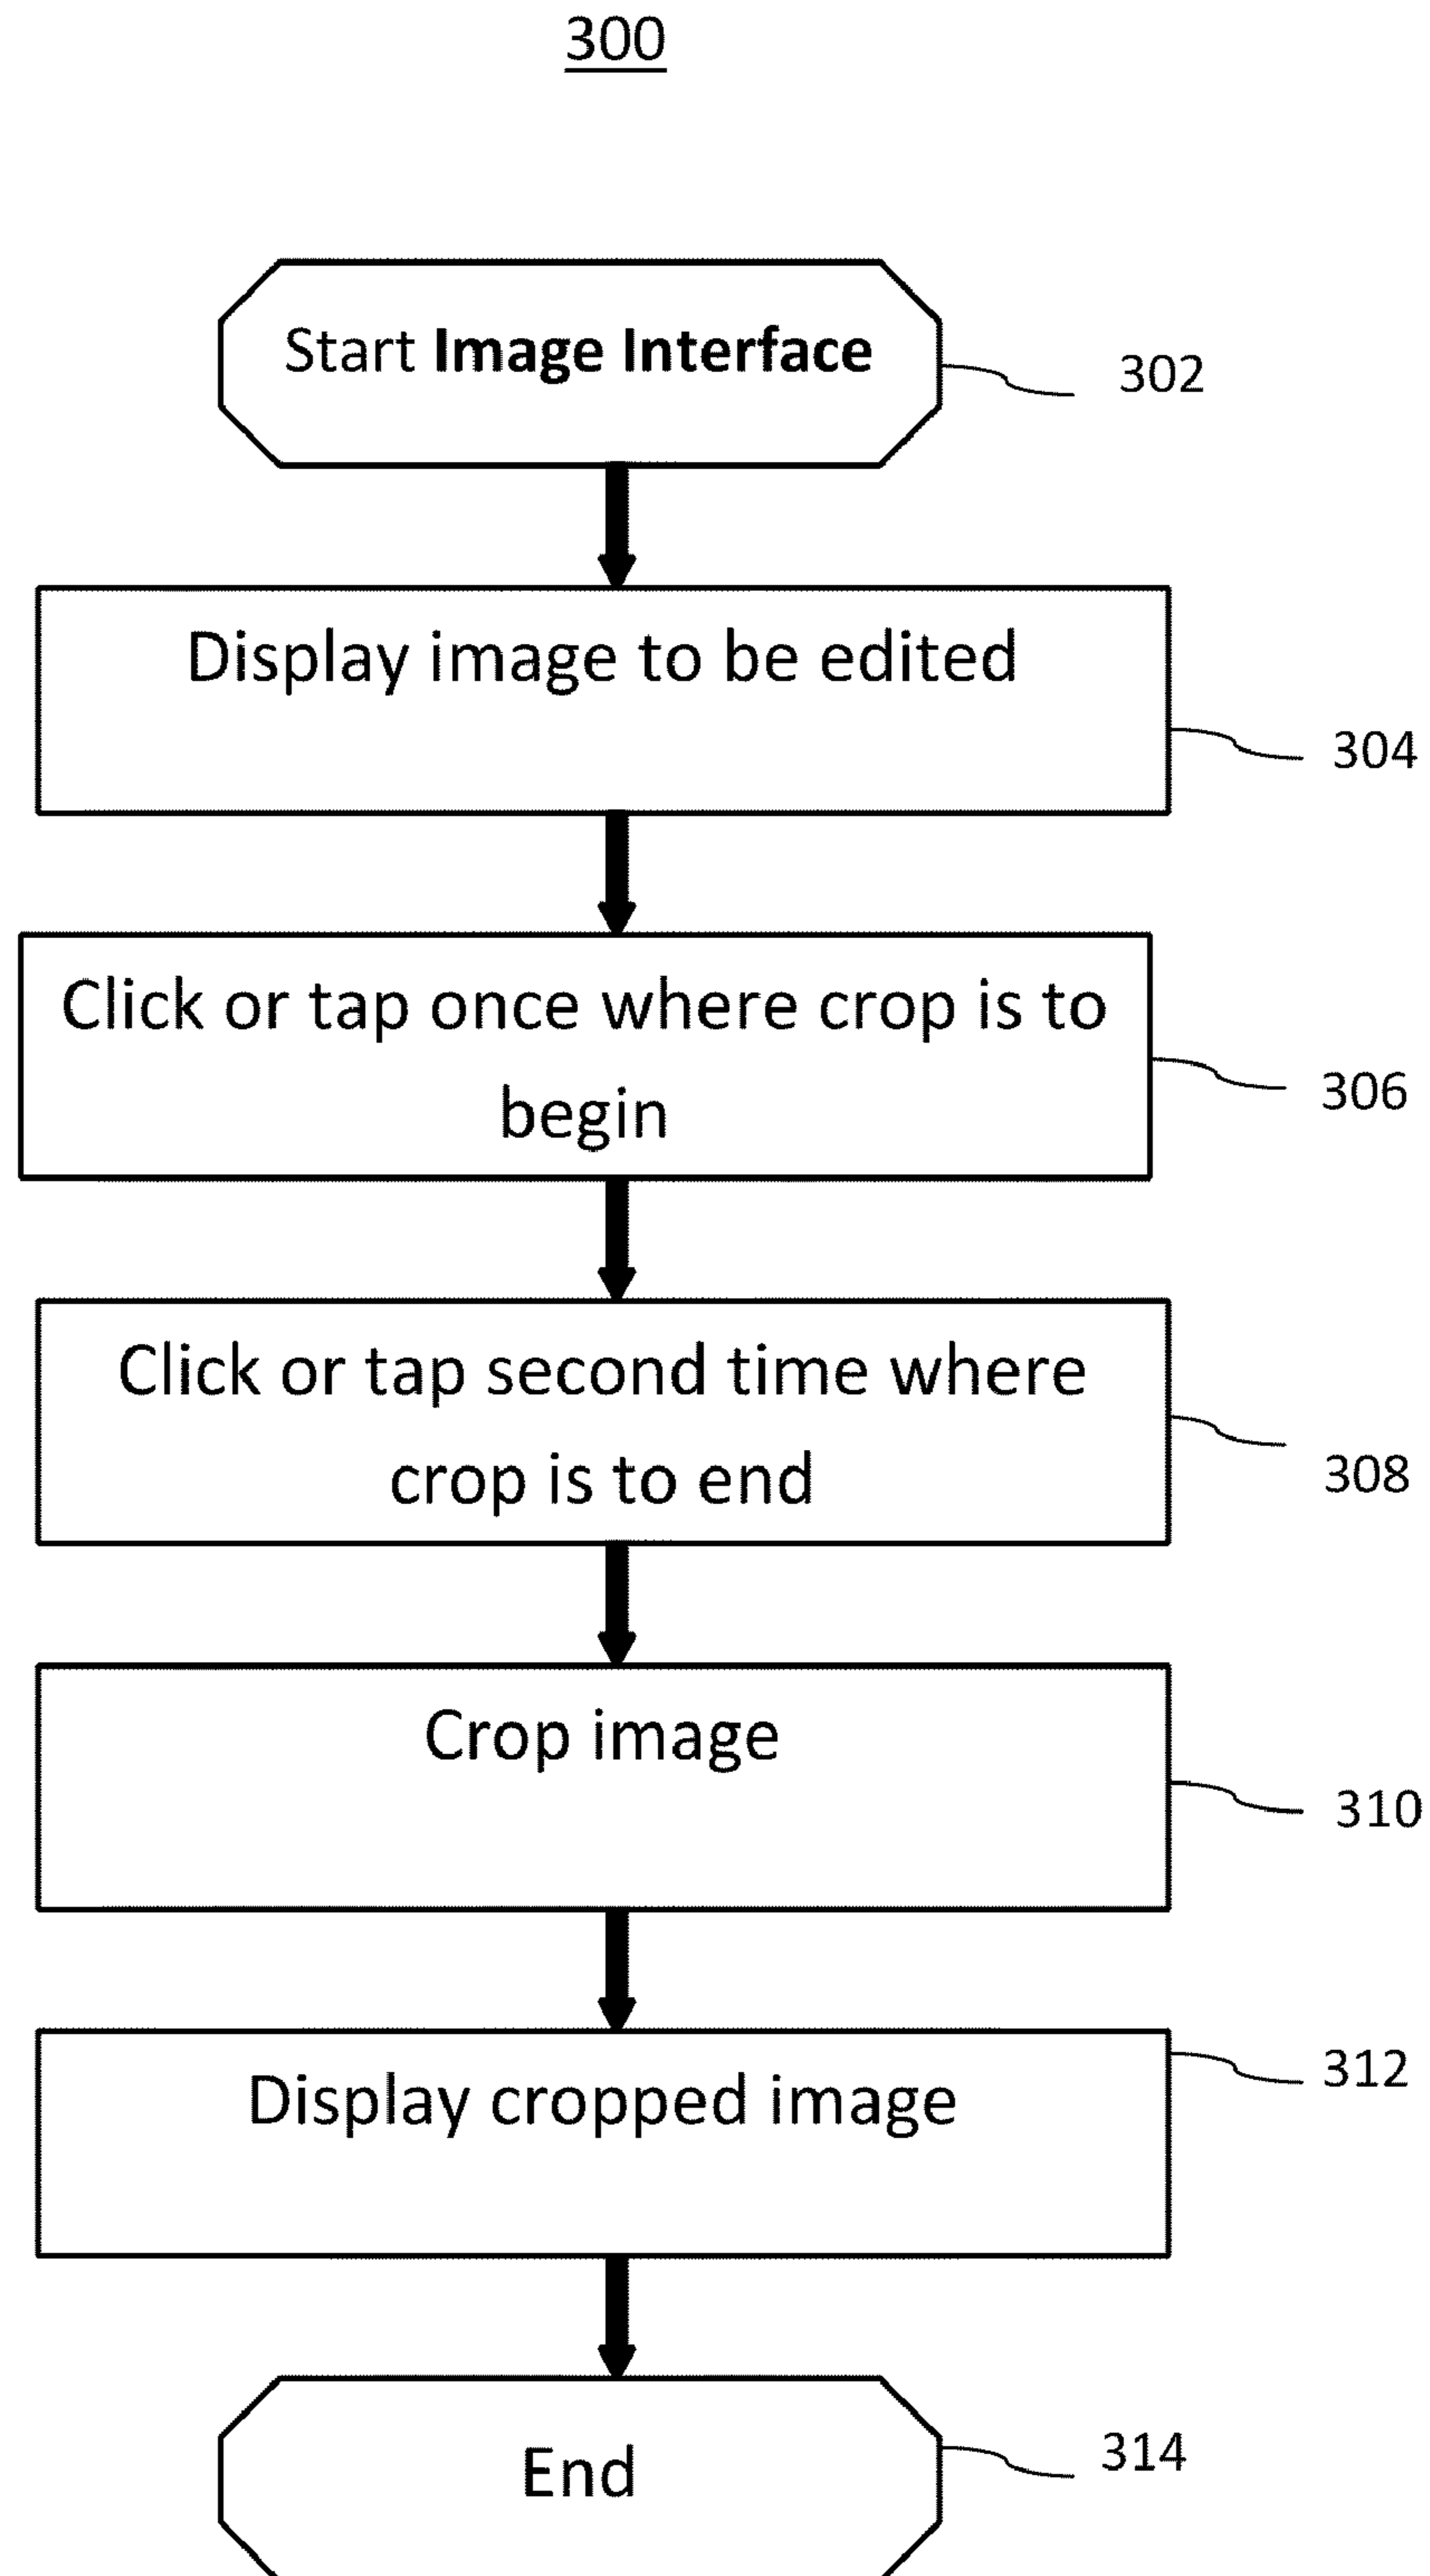 300
Start Image Interface
302
Display image to be edited
304
Click or tap once where crop is to
begin
306
Click or tap second time where
crop is to end
308
Crop image
310
Display cropped image
312
End
314